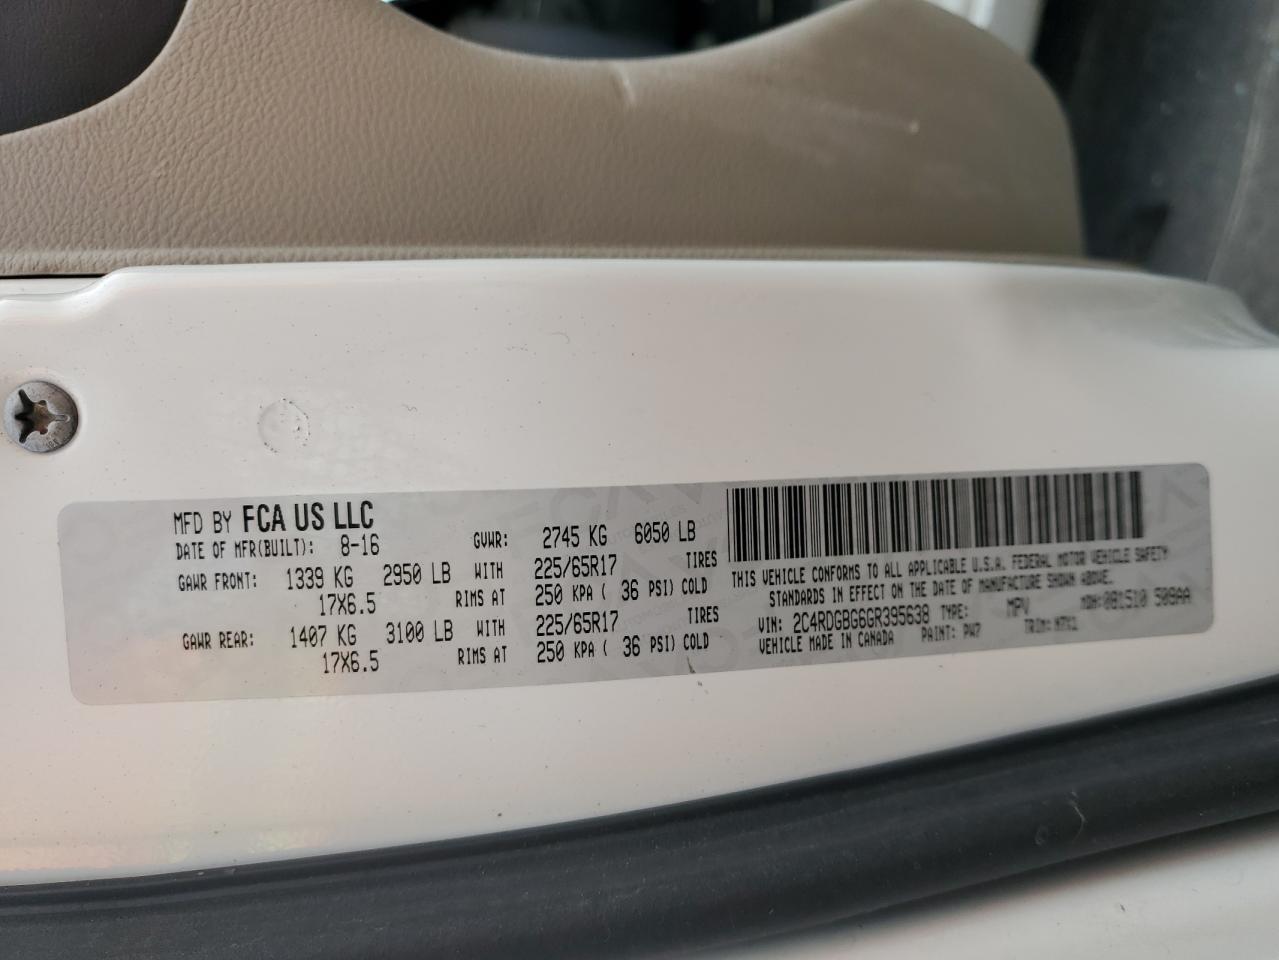 MFD BY FCA US LLC
DATE OF MFR(BUILT): 8-16 GVWR: 2745 KG 6050 LB
GAWR FRONT: 1339 KG 2950 LB WITH 225/65R17 TIRES
17X6.5 RIMS AT 250 KPA ( 36 PSI) COLD
GAWR REAR: 1407 KG 3100 LB WITH 225/65R17 TIRES
17X6.5 RIMS AT 250 KPA ( 36 PSI) COLD
THIS VEHICLE CONFORMS TO ALL APPLICABLE U.S.A. FEDERAL MOTOR VEHICLE SAFETY
STANDARDS IN EFFECT ON THE DATE OF MANUFACTURE SHOWN ABOVE.
VIN: 2C4RDGBG6GR395638 TYPE: MPV MDH: 081510 509AA
VEHICLE MADE IN CANADA PAINT: PW7 TRIM: